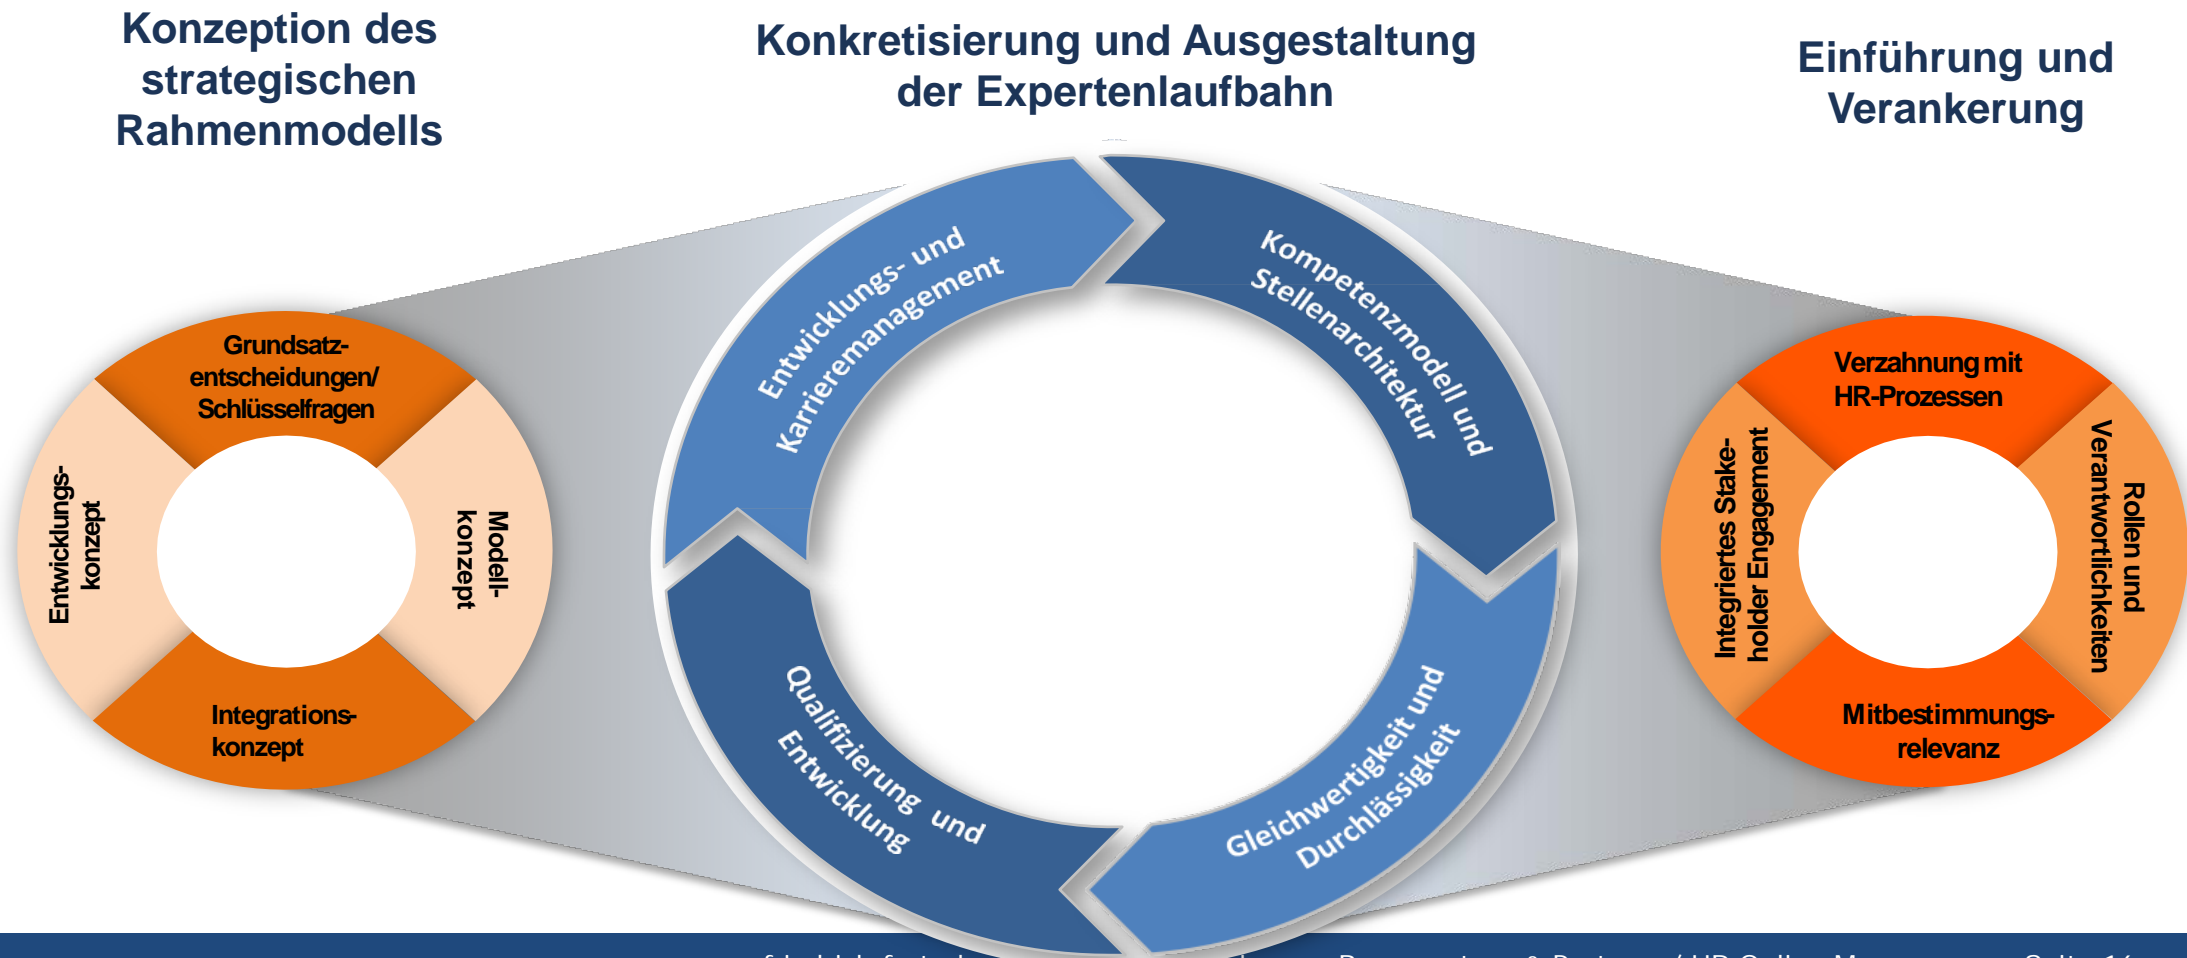 Konzeption des
strategischen
Rahmenmodells
Konkretisierung und Ausgestaltung
der Expertenlaufbahn
Einführung und
Verankerung
Grundsatz-
entscheidungen/
Schlüsselfragen
Modell-
konzept
Integrations-
konzept
Entwicklungs-
konzept
Entwicklungs- und
Karrieremanagement
Kompetenzmodell und
Stellenarchitektur
Gleichwertigkeit und
Durchlässigkeit
Qualifizierung und
Entwicklung
Verzahnung mit
HR-Prozessen
Rollen und
Verantwortlichkeiten
Mitbestimmungs-
relevanz
Integriertes Stake-
holder Engagement